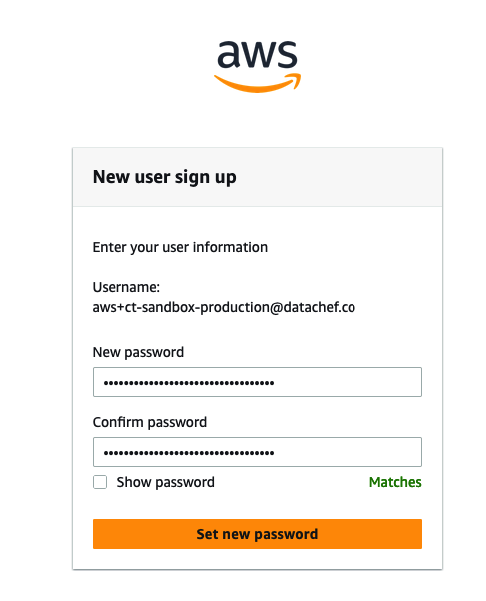 aws
New user sign up
Enter your user information
Username:
aws+ct-sandbox-production@datachef.co
New password
••••••••••••••••••••••••••••••••••
Confirm password
••••••••••••••••••••••••••••••••••
Show password Matches
Set new password